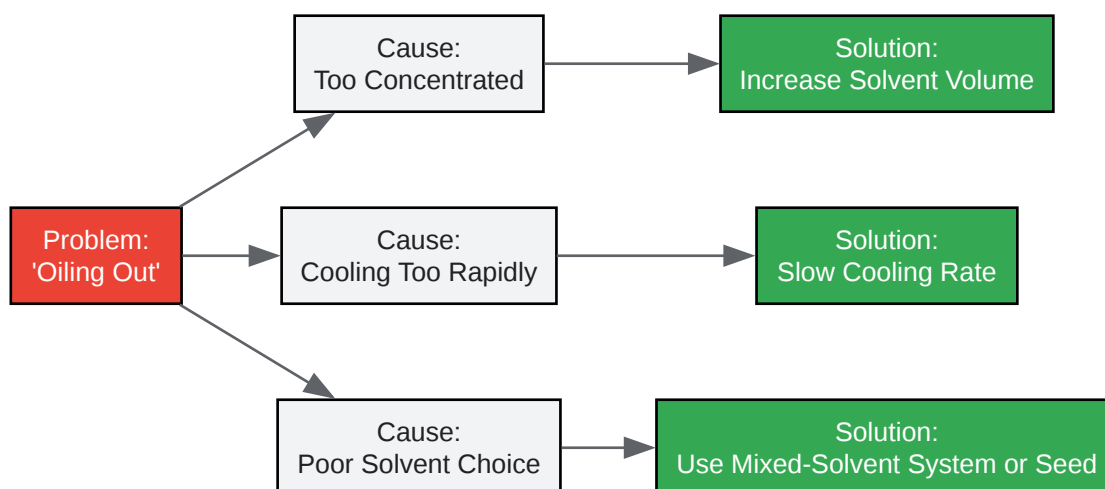 Cause:
Too Concentrated
Solution:
Increase Solvent Volume
Problem:
'Oiling Out'
Cause:
Cooling Too Rapidly
Solution:
Slow Cooling Rate
Cause:
Poor Solvent Choice
Solution:
Use Mixed-Solvent System or Seed